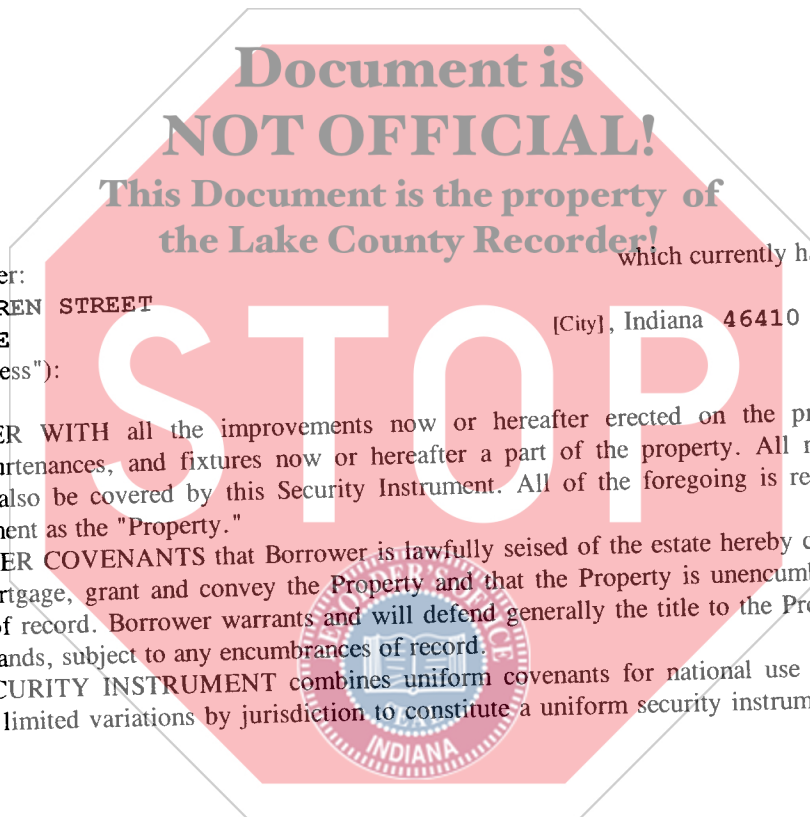 Document is
NOT OFFICIAL!
This Document is the property of
the Lake County Recorder!
which currently h
er:
REN STREET
E
[City], Indiana 46410
ess"):
STOP
ER WITH all the improvements now or hereafter erected on the pr
rtenances, and fixtures now or hereafter a part of the property. All r
also be covered by this Security Instrument. All of the foregoing is re
ent as the "Property."
ER COVENANTS that Borrower is lawfully seised of the estate hereby c
rtgage, grant and convey the Property and that the Property is unencumb
of record. Borrower warrants and will defend generally the title to the Pro
ands, subject to any encumbrances of record.
CURITY INSTRUMENT combines uniform covenants for national use
limited variations by jurisdiction to constitute a uniform security instrum
RECORDER'S OFFICE
INDIANA